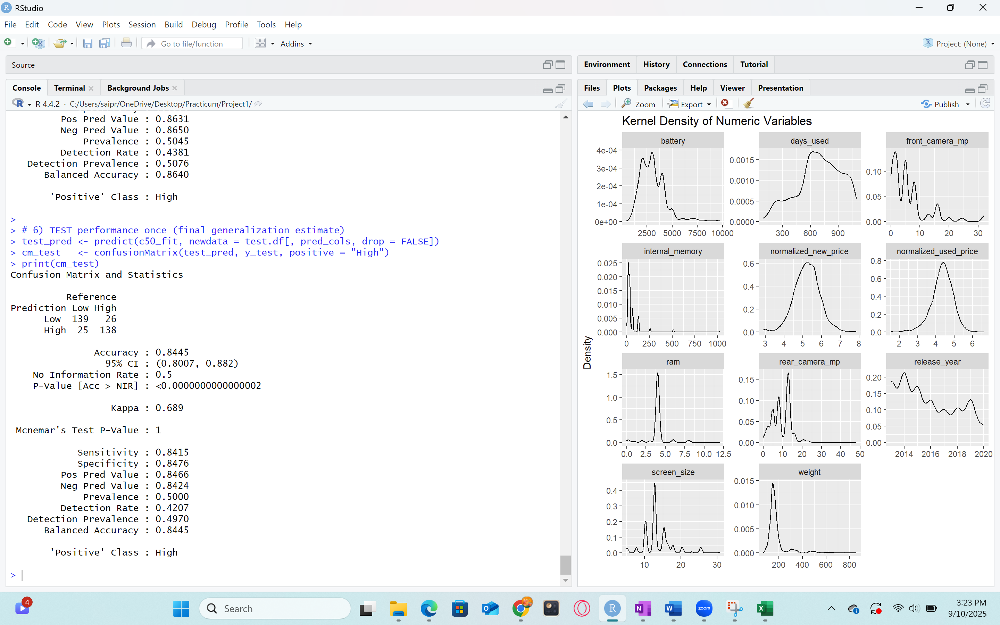 RStudio
File Edit Code View Plots Session Build Debug Profile Tools Help
Go to file/function Addins Project: (None)
Source
Console Terminal Background Jobs
R 4.4.2 · C:/Users/saipr/OneDrive/Desktop/Practicum/Project1/
Pos Pred Value : 0.8631
Neg Pred Value : 0.8650
Prevalence : 0.5045
Detection Rate : 0.4381
Detection Prevalence : 0.5076
Balanced Accuracy : 0.8640
'Positive' Class : High
>
> # 6) TEST performance once (final generalization estimate)
> test_pred <- predict(c50_fit, newdata = test.df[, pred_cols, drop = FALSE])
> cm_test <- confusionMatrix(test_pred, y_test, positive = "High")
> print(cm_test)
Confusion Matrix and Statistics
Reference
Prediction Low High
Low 139 26
High 25 138
Accuracy : 0.8445
95% CI : (0.8007, 0.882)
No Information Rate : 0.5
P-Value [Acc > NIR] : <0.0000000000000002
Kappa : 0.689
Mcnemar's Test P-Value : 1
Sensitivity : 0.8415
Specificity : 0.8476
Pos Pred Value : 0.8466
Neg Pred Value : 0.8424
Prevalence : 0.5000
Detection Rate : 0.4207
Detection Prevalence : 0.4970
Balanced Accuracy : 0.8445
'Positive' Class : High
>
Environment History Connections Tutorial
Files Plots Packages Help Viewer Presentation
Zoom Export Publish
Kernel Density of Numeric Variables
Density
battery
4e-04
3e-04
2e-04
1e-04
0e+00
2500 5000 7500 10000
days_used
0.0015
0.0010
0.0005
0.0000
300 600 900
front_camera_mp
0.10
0.05
0.00
0 10 20 30
internal_memory
0.025
0.020
0.015
0.010
0.005
0.000
0 250 500 750 1000
normalized_new_price
0.6
0.4
0.2
0.0
3 4 5 6 7 8
normalized_used_price
0.8
0.6
0.4
0.2
0.0
2 3 4 5 6
ram
1.5
1.0
0.5
0.0
0.0 2.5 5.0 7.5 10.0 12.5
rear_camera_mp
0.15
0.10
0.05
0.00
0 10 20 30 40 50
release_year
0.20
0.15
0.10
0.05
0.00
2014 2016 2018 2020
screen_size
0.4
0.3
0.2
0.1
0.0
10 20 30
weight
0.015
0.010
0.005
0.000
200 400 600 800
4
Search
zoom
3:23 PM
9/10/2025